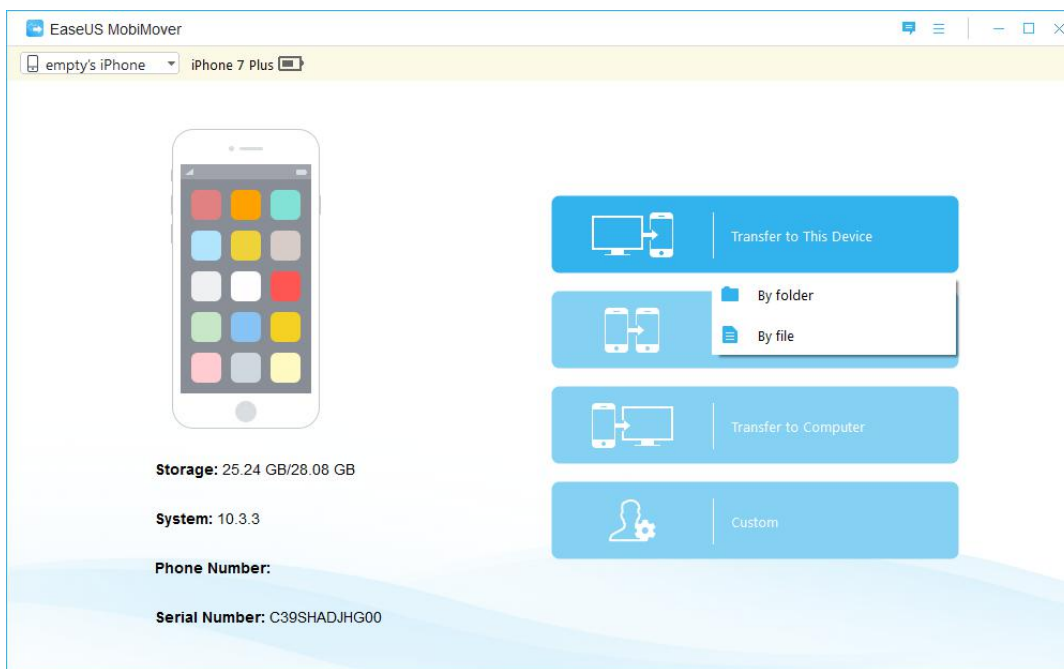 EaseUS MobiMover
empty's iPhone iPhone 7 Plus
Transfer to This Device
By folder
By file
Transfer to Computer
Custom
Storage: 25.24 GB/28.08 GB
System: 10.3.3
Phone Number:
Serial Number: C39SHADJHG00